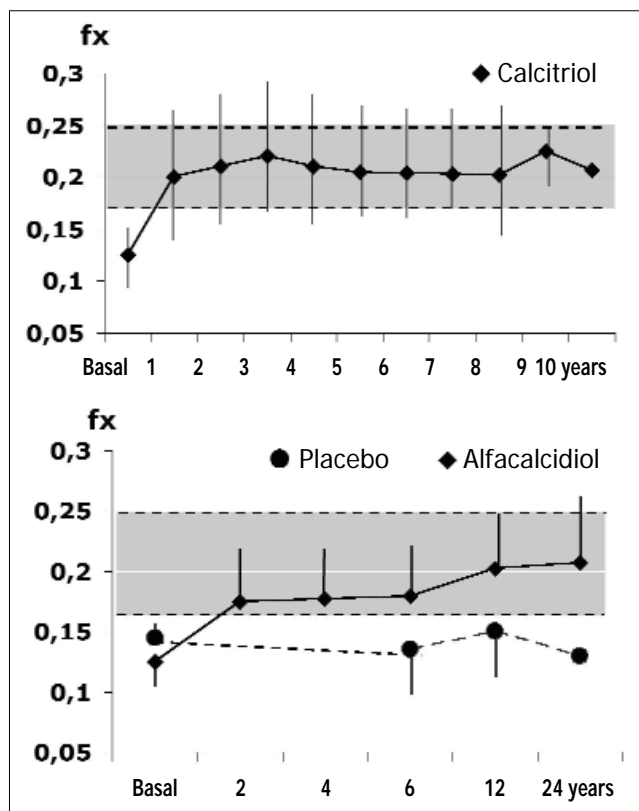 fx
0,3
Calcitriol
0,25
0,2
0,15
0,1
0,05
Basal 1 2 3 4 5 6 7 8 9 10 years
fx
0,3
Placebo Alfacalcidiol
0,25
0,2
0,15
0,1
0,05
Basal 2 4 6 12 24 years